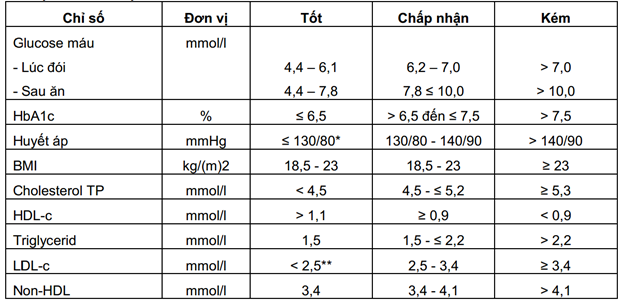 Chỉ số Đơn vị Tốt Chấp nhận Kém
Glucose máu mmol/l
- Lúc đói 4,4 – 6,1 6,2 – 7,0 > 7,0
- Sau ăn 4,4 – 7,8 7,8 ≤ 10,0 > 10,0
HbA1c % ≤ 6,5 > 6,5 đến ≤ 7,5 > 7,5
Huyết áp mmHg ≤ 130/80* 130/80 - 140/90 > 140/90
BMI kg/(m)2 18,5 - 23 18,5 - 23 ≥ 23
Cholesterol TP mmol/l < 4,5 4,5 - ≤ 5,2 ≥ 5,3
HDL-c mmol/l > 1,1 ≥ 0,9 < 0,9
Triglycerid mmol/l 1,5 1,5 - ≤ 2,2 > 2,2
LDL-c mmol/l < 2,5** 2,5 - 3,4 ≥ 3,4
Non-HDL mmol/l 3,4 3,4 - 4,1 > 4,1